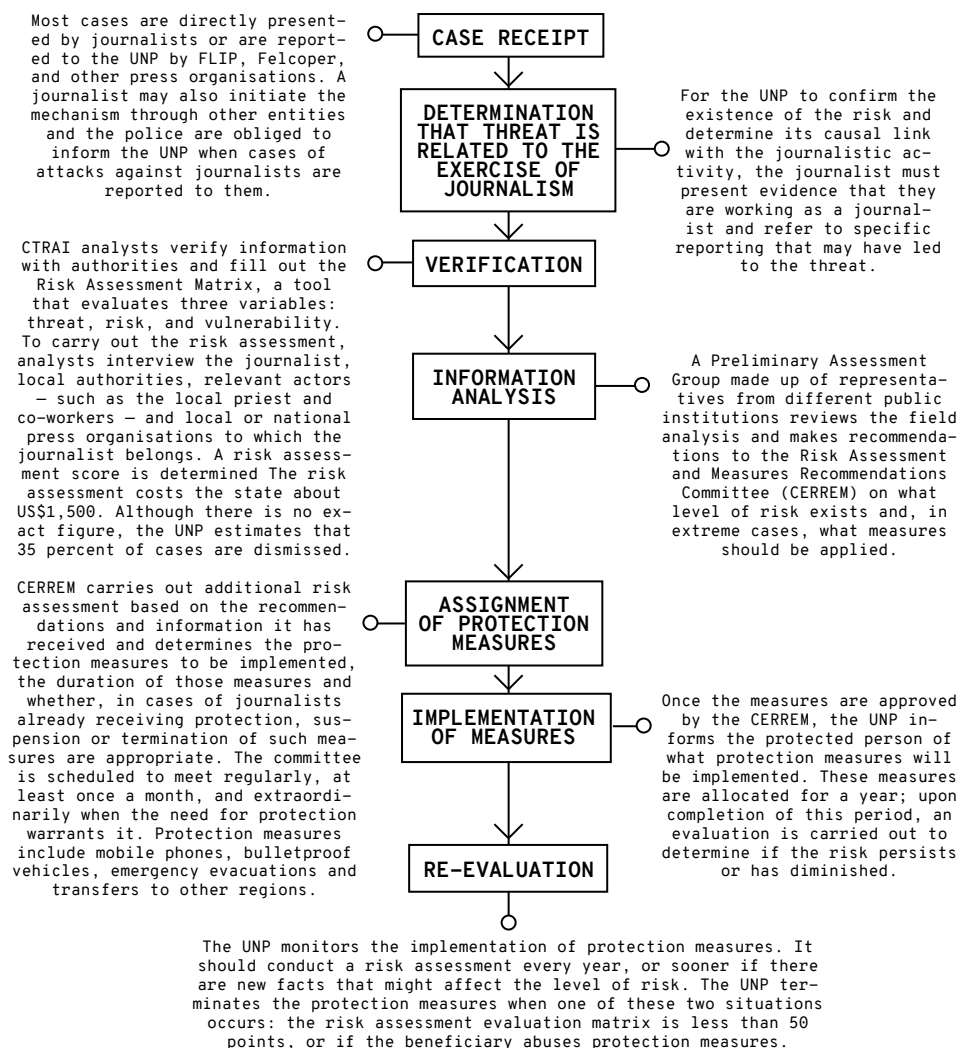 Most cases are directly present-
ed by journalists or are report-
ed to the UNP by FLIP, Felcoper,
and other press organisations. A
journalist may also initiate the
mechanism through other entities
and the police are obliged to
inform the UNP when cases of
attacks against journalists are
reported to them.
CASE RECEIPT
DETERMINATION
THAT THREAT IS
RELATED TO THE
EXERCISE OF
JOURNALISM
For the UNP to confirm the
existence of the risk and
determine its causal link
with the journalistic ac-
tivity, the journalist must
present evidence that they
are working as a journal-
ist and refer to specific
reporting that may have led
to the threat.
CTRAI analysts verify information
with authorities and fill out the
Risk Assessment Matrix, a tool
that evaluates three variables:
threat, risk, and vulnerability.
To carry out the risk assessment,
analysts interview the journalist,
local authorities, relevant actors
— such as the local priest and
co-workers — and local or national
press organisations to which the
journalist belongs. A risk assess-
ment score is determined The risk
assessment costs the state about
US$1,500. Although there is no ex-
act figure, the UNP estimates that
35 percent of cases are dismissed.
VERIFICATION
INFORMATION
ANALYSIS
A Preliminary Assessment
Group made up of representa-
tives from different public
institutions reviews the field
analysis and makes recommenda-
tions to the Risk Assessment
and Measures Recommendations
Committee (CERREM) on what
level of risk exists and, in
extreme cases, what measures
should be applied.
CERREM carries out additional risk
assessment based on the recommen-
dations and information it has
received and determines the pro-
tection measures to be implemented,
the duration of those measures and
whether, in cases of journalists
already receiving protection, sus-
pension or termination of such mea-
sures are appropriate. The committee
is scheduled to meet regularly, at
least once a month, and extraordi-
narily when the need for protection
warrants it. Protection measures
include mobile phones, bulletproof
vehicles, emergency evacuations and
transfers to other regions.
ASSIGNMENT
OF PROTECTION
MEASURES
IMPLEMENTATION
OF MEASURES
Once the measures are approved
by the CERREM, the UNP in-
forms the protected person of
what protection measures will
be implemented. These measures
are allocated for a year; upon
completion of this period, an
evaluation is carried out to
determine if the risk persists
or has diminished.
RE-EVALUATION
The UNP monitors the implementation of protection measures. It
should conduct a risk assessment every year, or sooner if there
are new facts that might affect the level of risk. The UNP ter-
minates the protection measures when one of these two situations
occurs: the risk assessment evaluation matrix is less than 50
points, or if the beneficiary abuses protection measures.